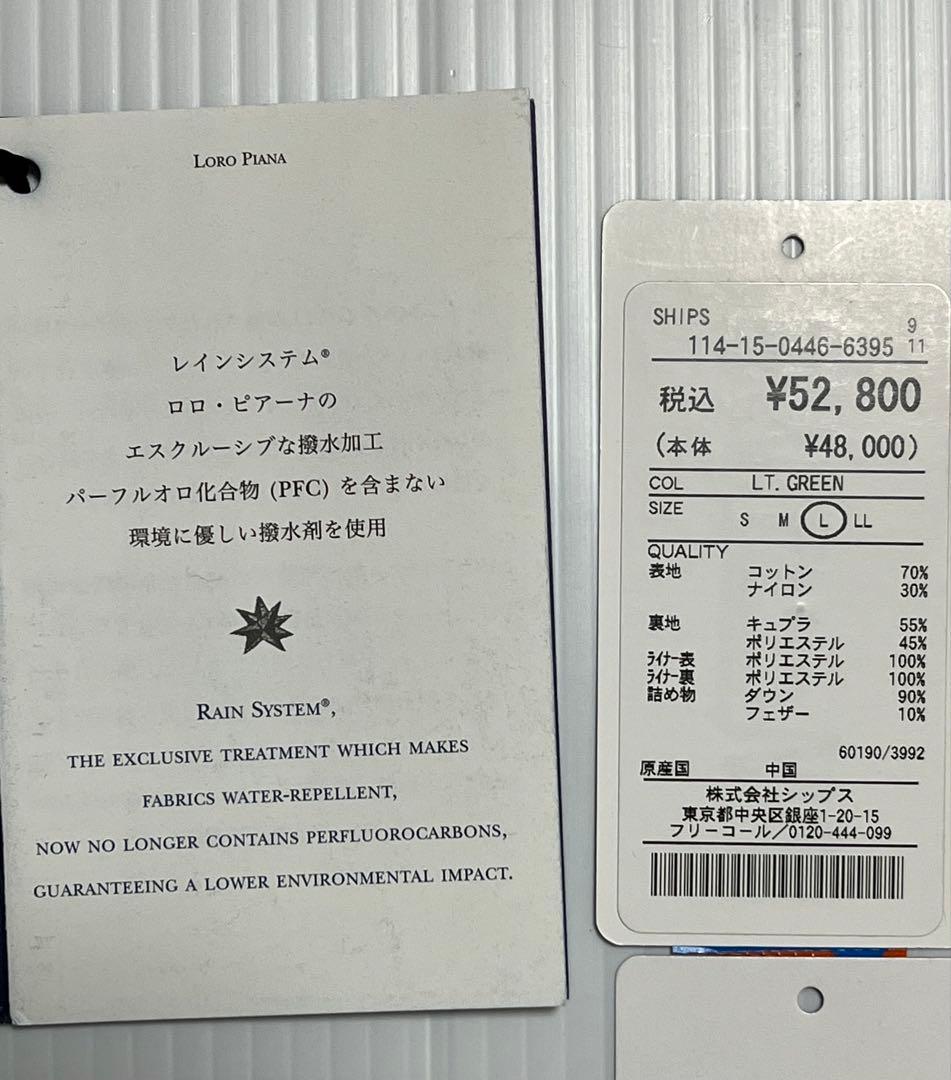 LORO PIANA
レインシステム®
ロロ・ピアーナの
エスクルーシブな撥水加工
パーフルオロ化合物 (PFC) を含まない
環境に優しい撥水剤を使用
RAIN SYSTEM®,
THE EXCLUSIVE TREATMENT WHICH MAKES
FABRICS WATER-REPELLENT,
NOW NO LONGER CONTAINS PERFLUOROCARBONS,
GUARANTEEING A LOWER ENVIRONMENTAL IMPACT.
SHIPS 9
114-15-0446-6395 11
税込 ¥52,800
(本体 ¥48,000)
COL LT. GREEN
SIZE S M L LL
QUALITY
表地 コットン 70%
ナイロン 30%
裏地 キュプラ 55%
ポリエステル 45%
ﾗｲﾅｰ表 ポリエステル 100%
ﾗｲﾅｰ裏 ポリエステル 100%
詰め物 ダウン 90%
フェザー 10%
60190/3992
原産国 中国
株式会社シップス
東京都中央区銀座1-20-15
フリーコール／0120-444-099